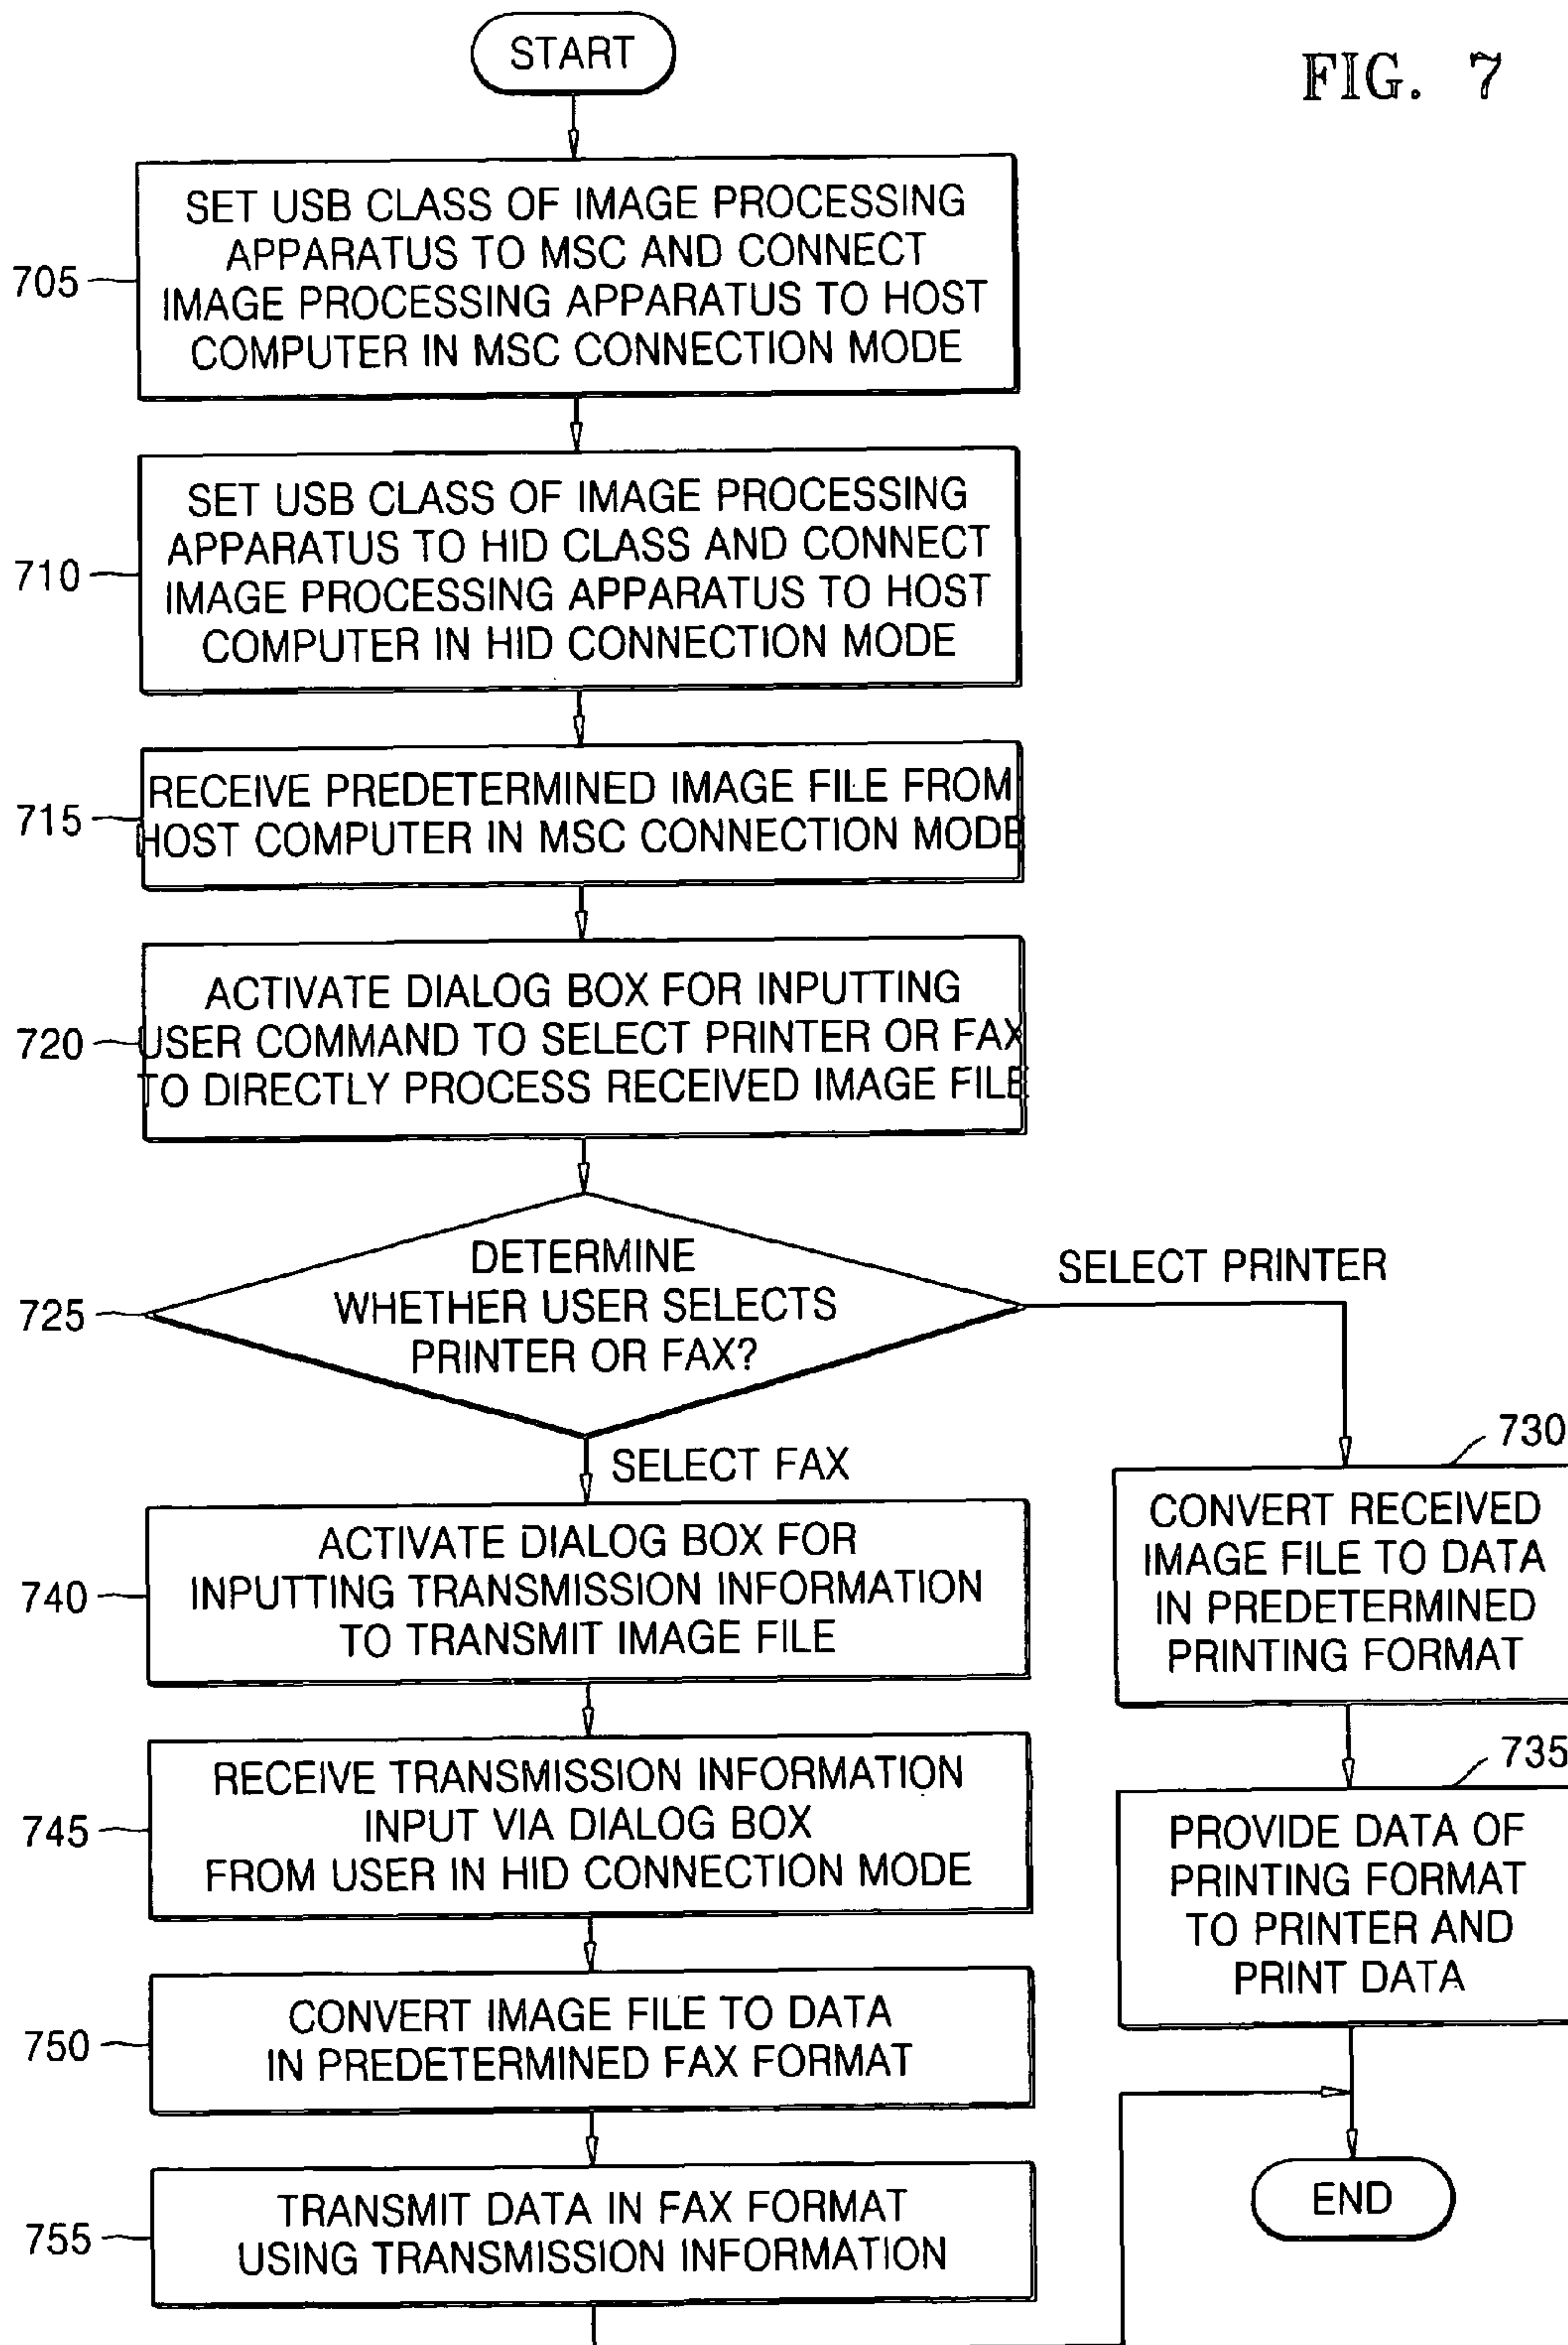 START
FIG. 7
SET USB CLASS OF IMAGE PROCESSING
APPARATUS TO MSC AND CONNECT
IMAGE PROCESSING APPARATUS TO HOST
COMPUTER IN MSC CONNECTION MODE
705
SET USB CLASS OF IMAGE PROCESSING
APPARATUS TO HID CLASS AND CONNECT
IMAGE PROCESSING APPARATUS TO HOST
COMPUTER IN HID CONNECTION MODE
710
RECEIVE PREDETERMINED IMAGE FILE FROM
HOST COMPUTER IN MSC CONNECTION MODE
715
ACTIVATE DIALOG BOX FOR INPUTTING
USER COMMAND TO SELECT PRINTER OR FAX
TO DIRECTLY PROCESS RECEIVED IMAGE FILE
720
DETERMINE
WHETHER USER SELECTS
PRINTER OR FAX?
725
SELECT PRINTER
SELECT FAX
730
CONVERT RECEIVED
IMAGE FILE TO DATA
IN PREDETERMINED
PRINTING FORMAT
735
PROVIDE DATA OF
PRINTING FORMAT
TO PRINTER AND
PRINT DATA
ACTIVATE DIALOG BOX FOR
INPUTTING TRANSMISSION INFORMATION
TO TRANSMIT IMAGE FILE
740
RECEIVE TRANSMISSION INFORMATION
INPUT VIA DIALOG BOX
FROM USER IN HID CONNECTION MODE
745
CONVERT IMAGE FILE TO DATA
IN PREDETERMINED FAX FORMAT
750
TRANSMIT DATA IN FAX FORMAT
USING TRANSMISSION INFORMATION
755
END